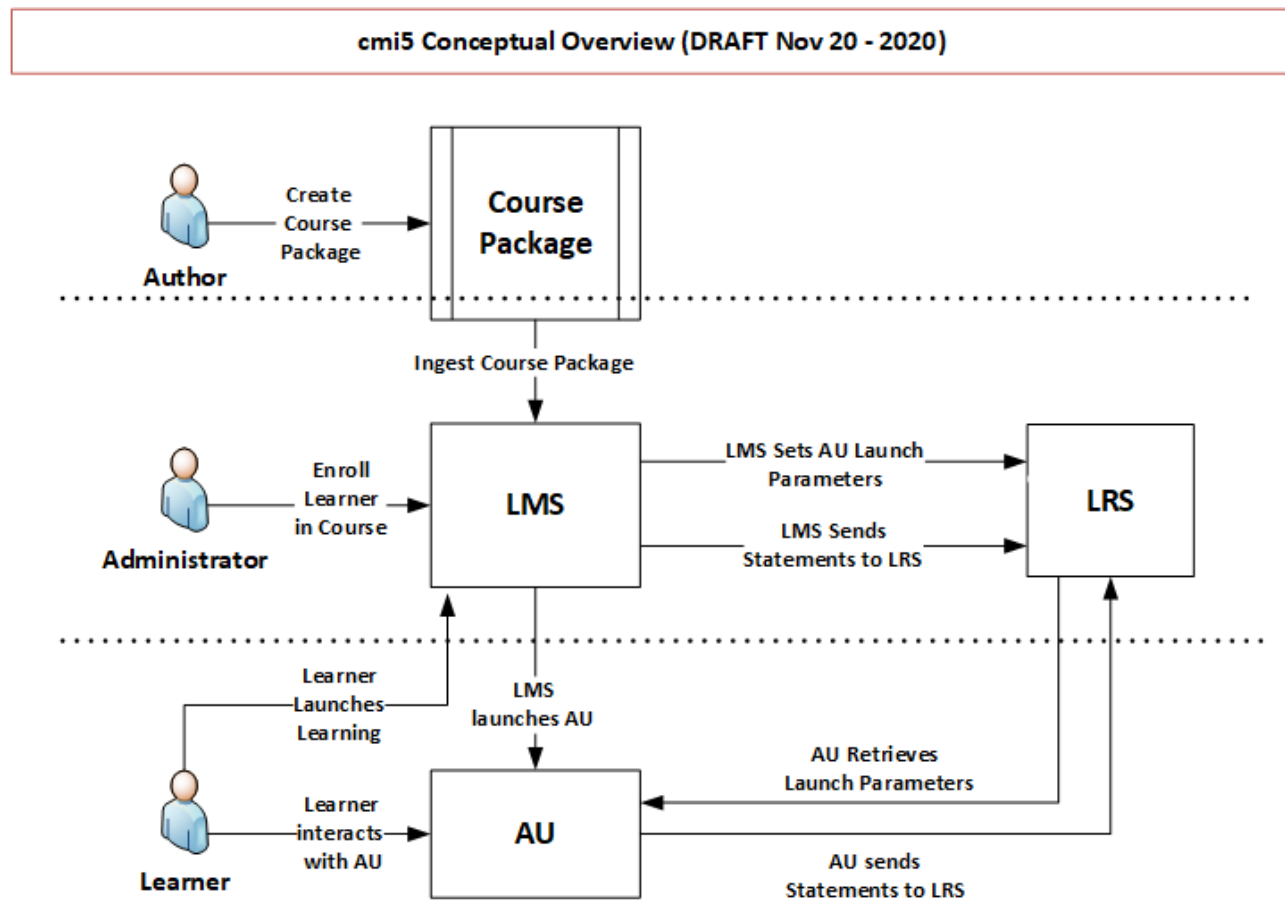 cmi5 Conceptual Overview (DRAFT Nov 20 - 2020)
Create
Course
Package
Author
Course
Package
Ingest Course Package
Enroll
Learner
in Course
Administrator
LMS
LMS Sets AU Launch
Parameters
LMS Sends
Statements to LRS
LRS
Learner
Launches
Learning
LMS
launches AU
AU Retrieves
Launch Parameters
Learner
interacts
with AU
Learner
AU
AU sends
Statements to LRS